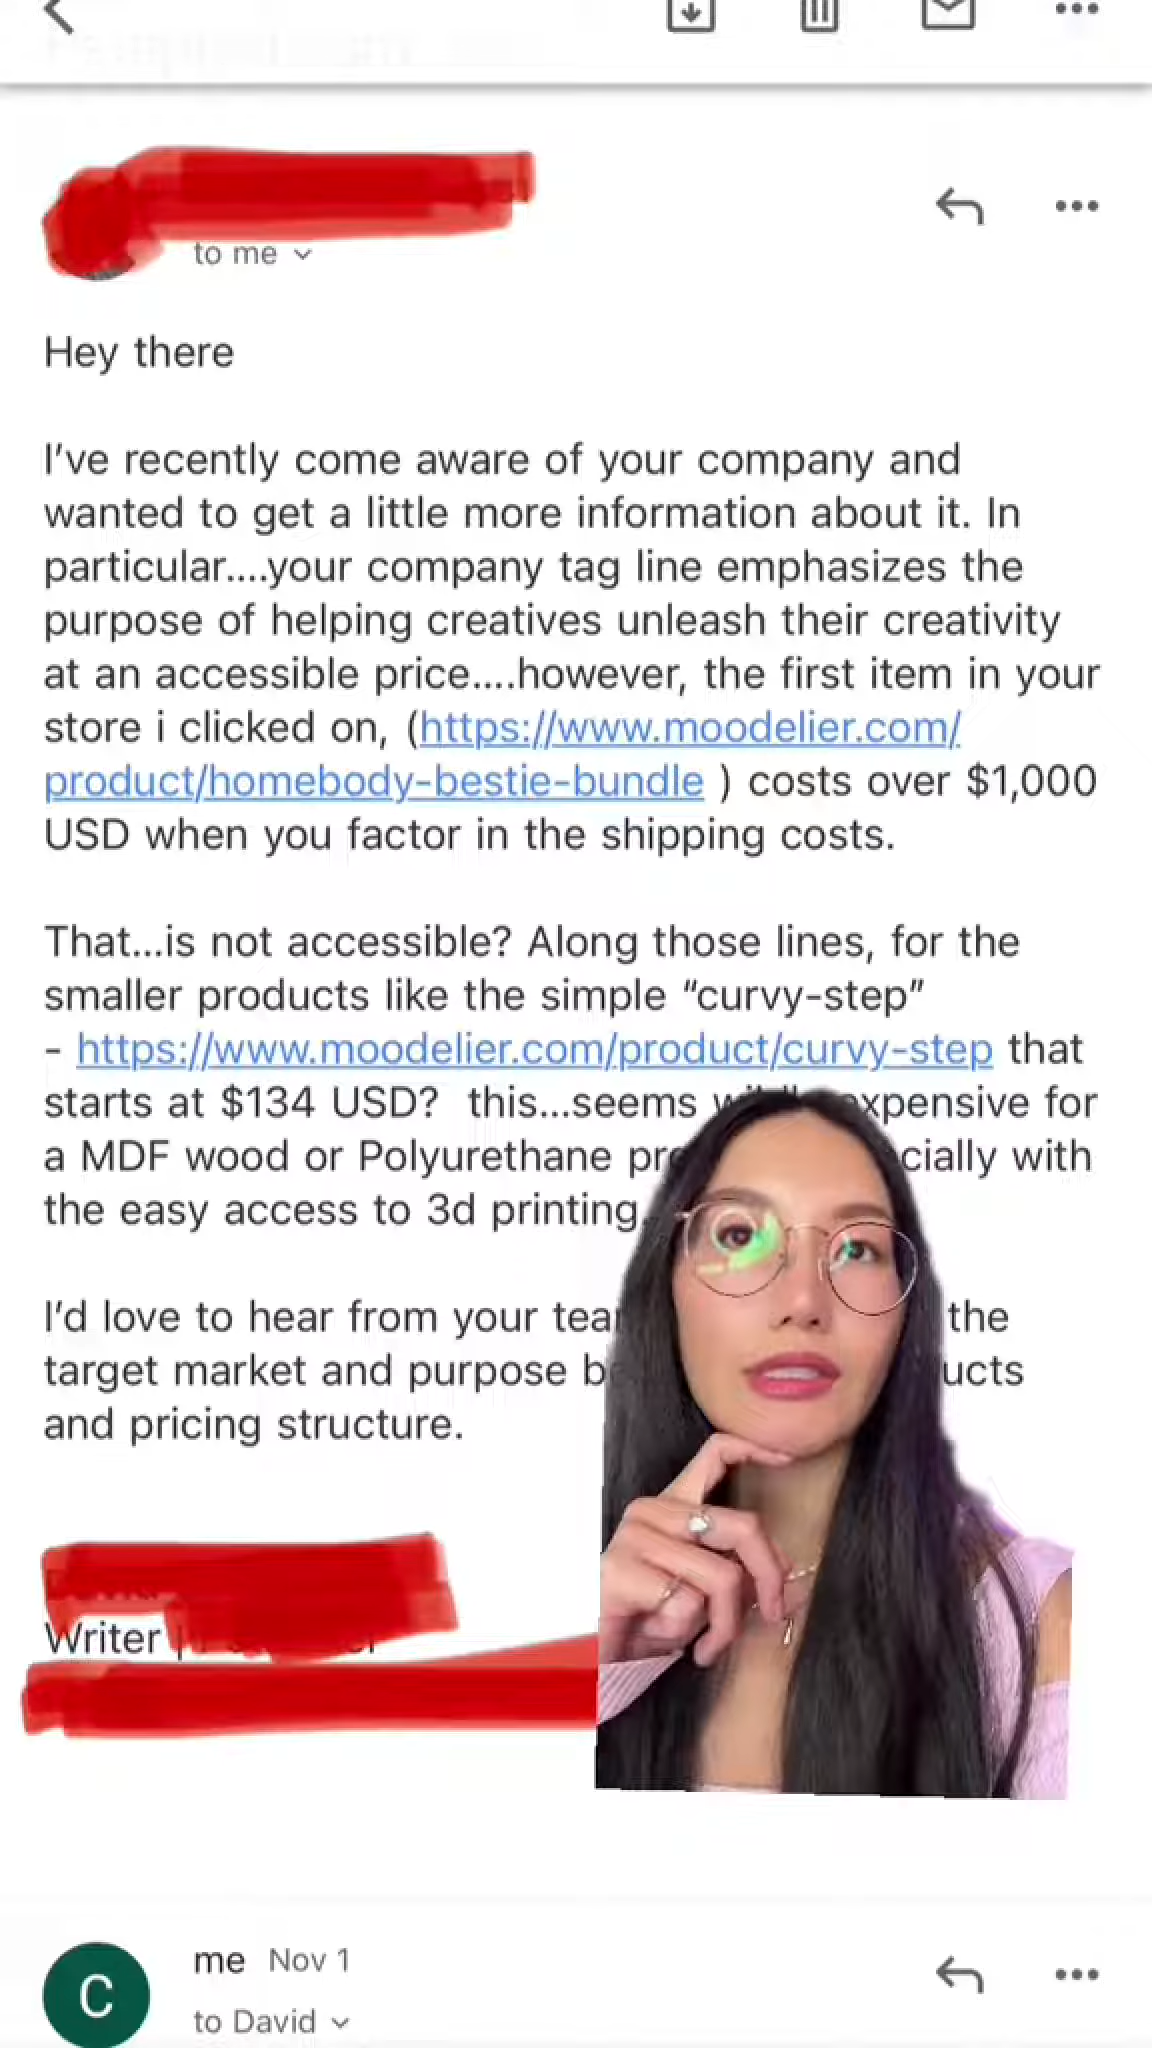 to me
Hey there
I've recently come aware of your company and
wanted to get a little more information about it. In
particular....your company tag line emphasizes the
purpose of helping creatives unleash their creativity
at an accessible price....however, the first item in your
store i clicked on, (https://www.moodelier.com/
product/homebody-bestie-bundle ) costs over $1,000
USD when you factor in the shipping costs.
That...is not accessible? Along those lines, for the
smaller products like the simple "curvy-step"
- https://www.moodelier.com/product/curvy-step that
starts at $134 USD?  this...seems for
a MDF wood or Polyurethane with
the easy access to 3d printing
I'd love to hear from your the
target market and purpose
and pricing structure.
Writer
C
me Nov 1
to David